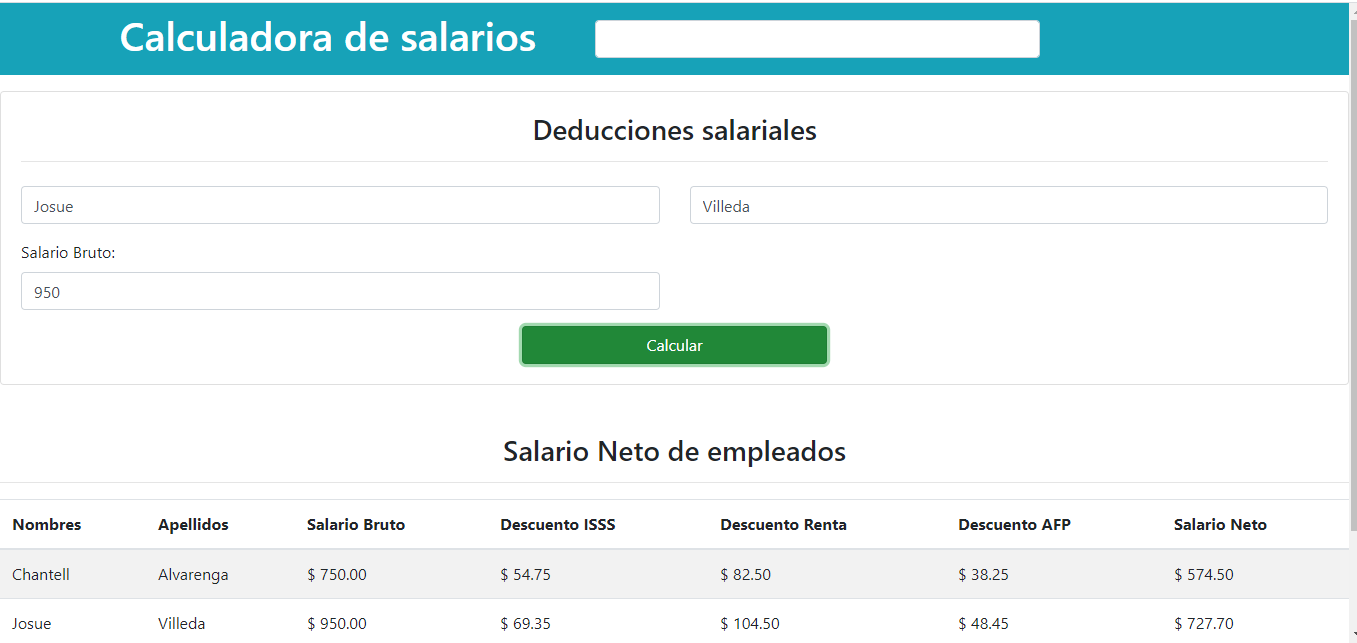 Calculadora de salarios
Deducciones salariales
Josue
Villeda
Salario Bruto:
950
Calcular
Salario Neto de empleados
Nombres Apellidos Salario Bruto Descuento ISSS Descuento Renta Descuento AFP Salario Neto
Chantell Alvarenga $ 750.00 $ 54.75 $ 82.50 $ 38.25 $ 574.50
Josue Villeda $ 950.00 $ 69.35 $ 104.50 $ 48.45 $ 727.70